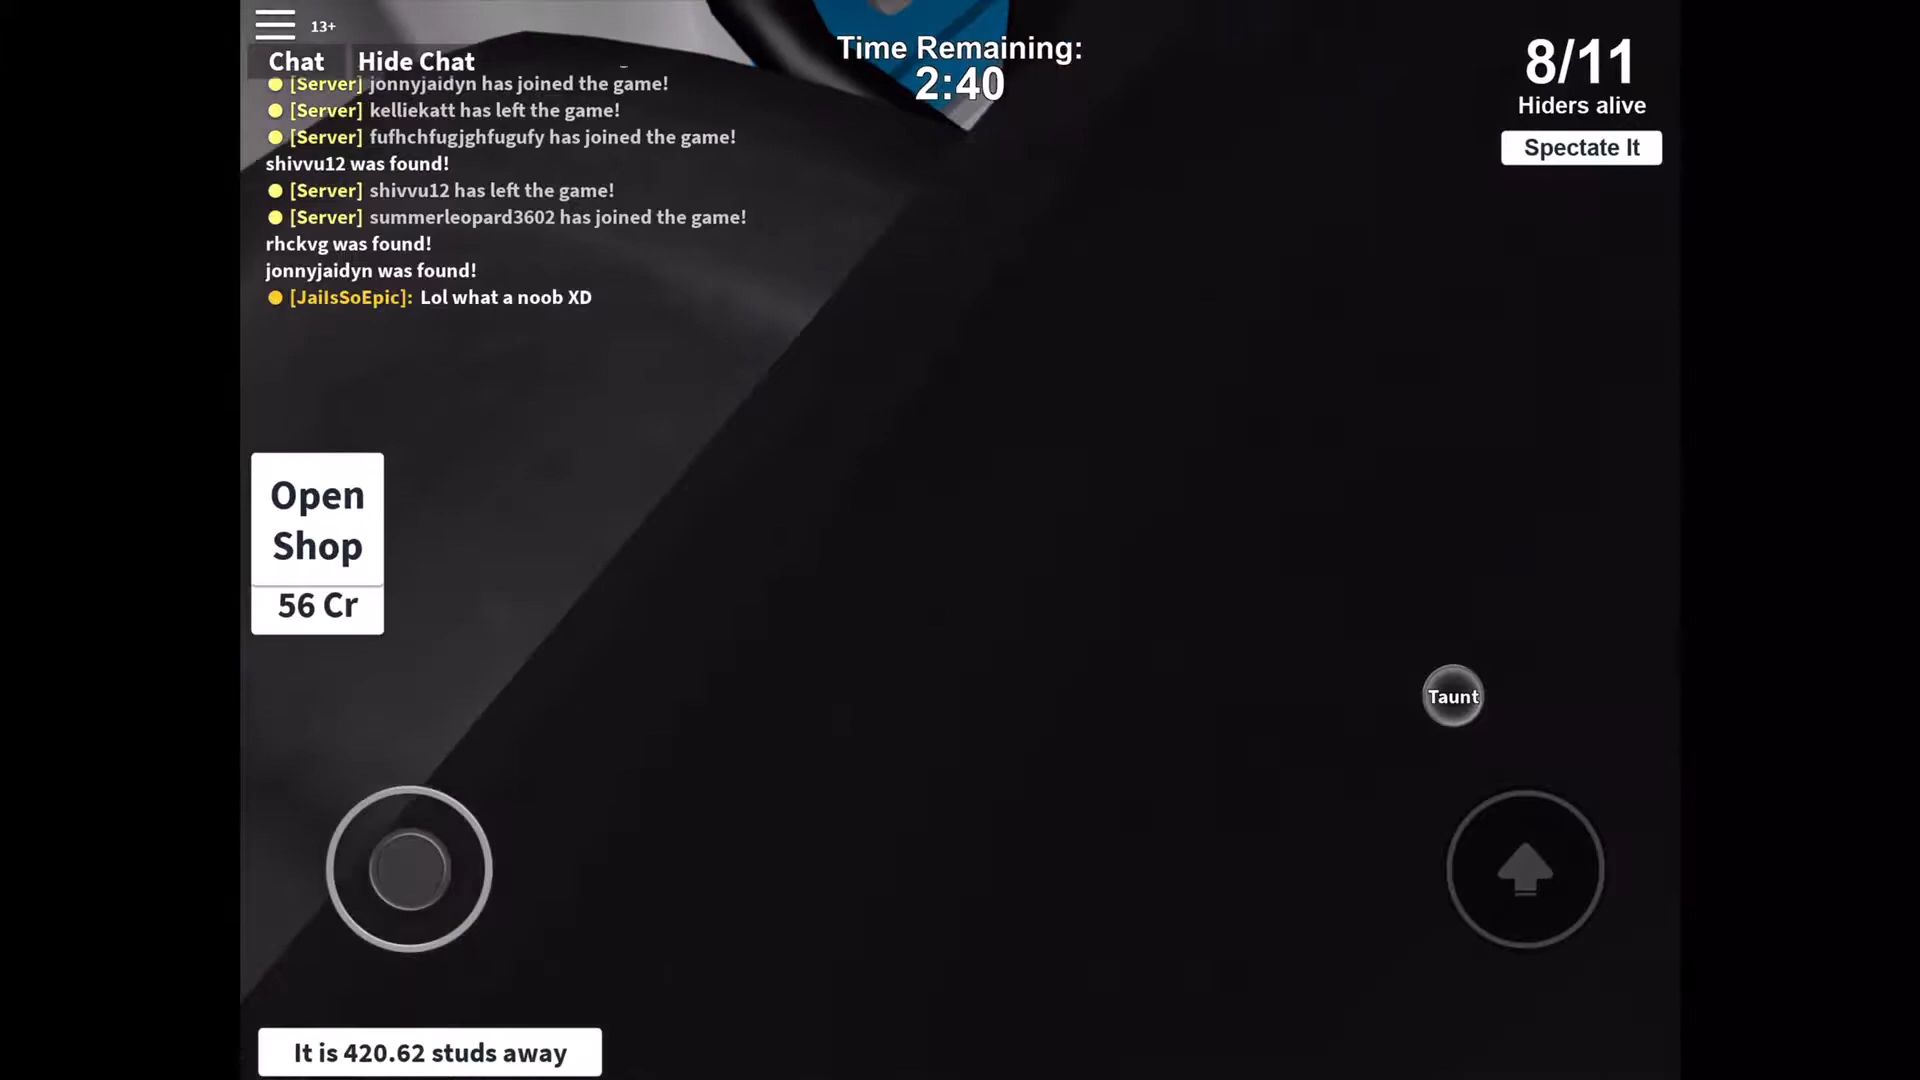 13+
Chat Hide Chat
[Server] jonnyjaidyn has joined the game!
[Server] kelliekatt has left the game!
[Server] fufhchfugjghfugufy has joined the game!
shivvu12 was found!
[Server] shivvu12 has left the game!
[Server] summerleopard3602 has joined the game!
rhckvg was found!
jonnyjaidyn was found!
[JailsSoEpic]: Lol what a noob XD
Time Remaining:
2:40
8/11
Hiders alive
Spectate It
Open
Shop
56 Cr
Taunt
It is 420.62 studs away